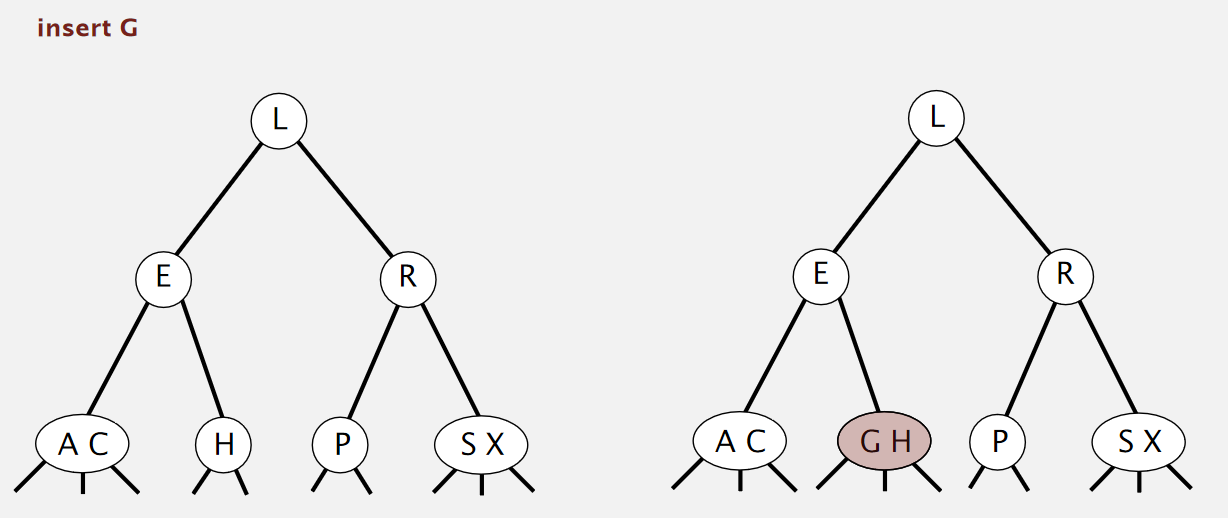 insert G
L
E R
A C H P S X
L
E R
A C G H P S X